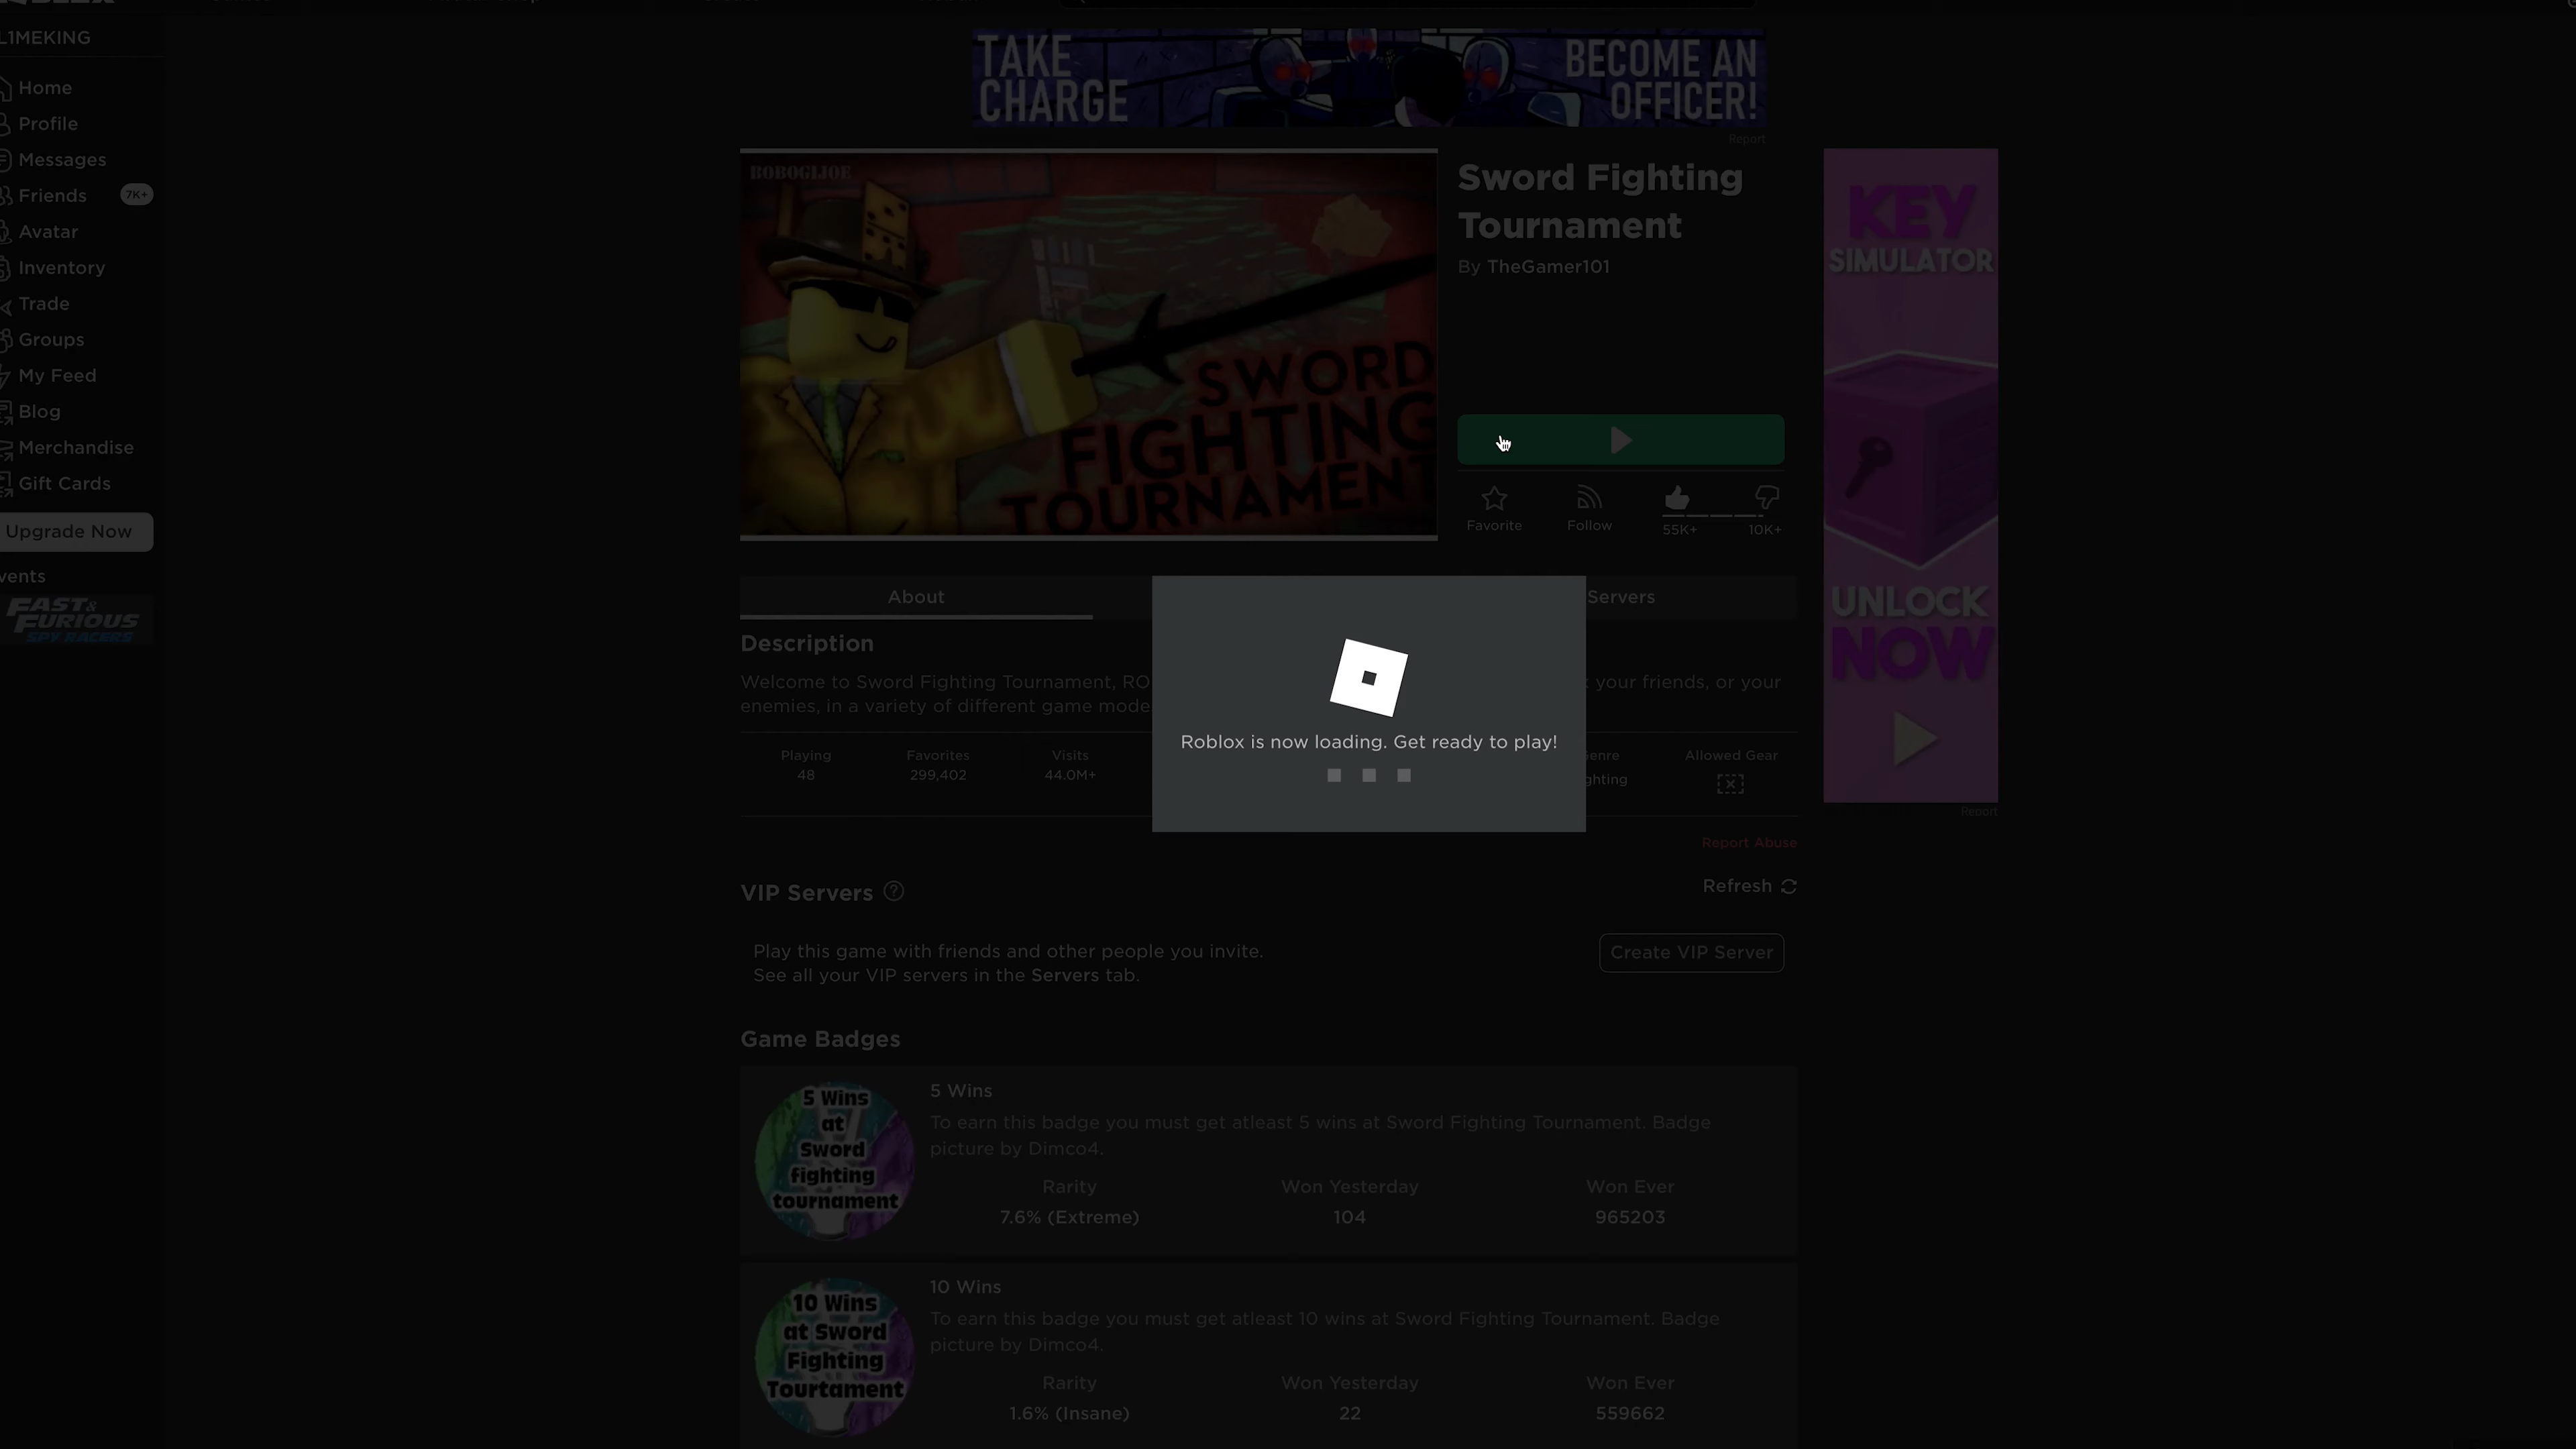 L1MEKING
Home
Profile
Messages
Friends 7K+
Avatar
Inventory
Trade
Groups
My Feed
Blog
Merchandise
Gift Cards
Upgrade Now
vents
FAST &
FURIOUS
SPY RACERS
TAKE
CHARGE
BECOME AN
OFFICER!
Report
BOBOGLJOE
SWORD
FIGHTING
TOURNAMENT
Sword Fighting
Tournament
By TheGamer101
Favorite
Follow
55K+
10K+
KEY
SIMULATOR
UNLOCK
NOW
Report
About
Servers
Description
Welcome to Sword Fighting Tournament, RO
your friends, or your
enemies, in a variety of different game mode
Roblox is now loading. Get ready to play!
Playing
48
Favorites
299,402
Visits
44.0M+
enre
ghting
Allowed Gear
Report Abuse
VIP Servers
Refresh
Play this game with friends and other people you invite.
See all your VIP servers in the Servers tab.
Create VIP Server
Game Badges
5 Wins
at
Sword
fighting
tournament
5 Wins
To earn this badge you must get atleast 5 wins at Sword Fighting Tournament. Badge
picture by Dimco4.
Rarity
7.6% (Extreme)
Won Yesterday
104
Won Ever
965203
10 Wins
at Sword
Fighting
Tourtament
10 Wins
To earn this badge you must get atleast 10 wins at Sword Fighting Tournament. Badge
picture by Dimco4.
Rarity
1.6% (Insane)
Won Yesterday
22
Won Ever
559662